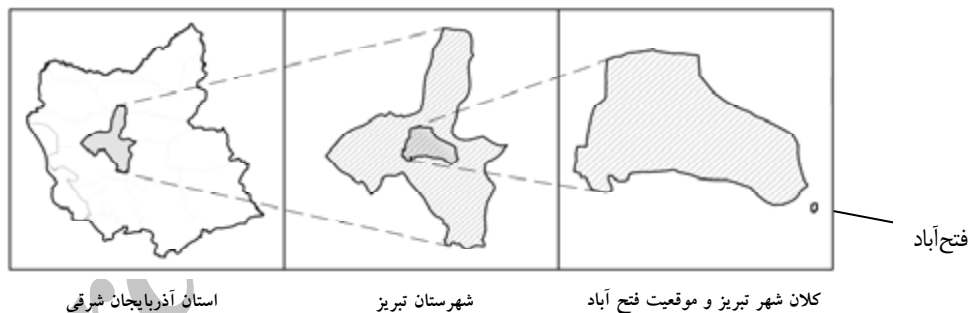 فتح‌آباد
کلان شهر تبریز و موقعیت فتح آباد
شهرستان تبریز
استان آذربایجان شرقی